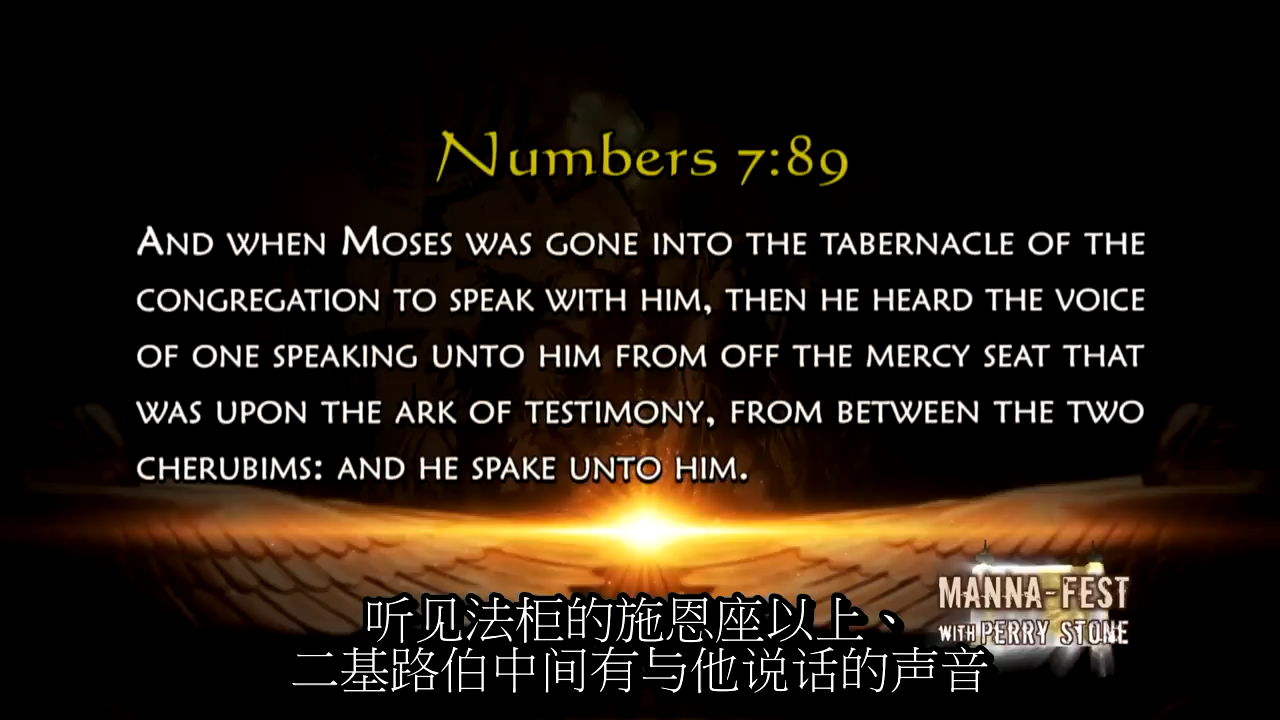 Numbers 7:89
And when Moses was gone into the tabernacle of the
congregation to speak with him, then he heard the voice
of one speaking unto him from off the mercy seat that
was upon the ark of testimony, from between the two
cherubims: and he spake unto him.
MANNA-FEST
WITH PERRY STONE
听见法柜的施恩座以上、
二基路伯中间有与他说话的声音